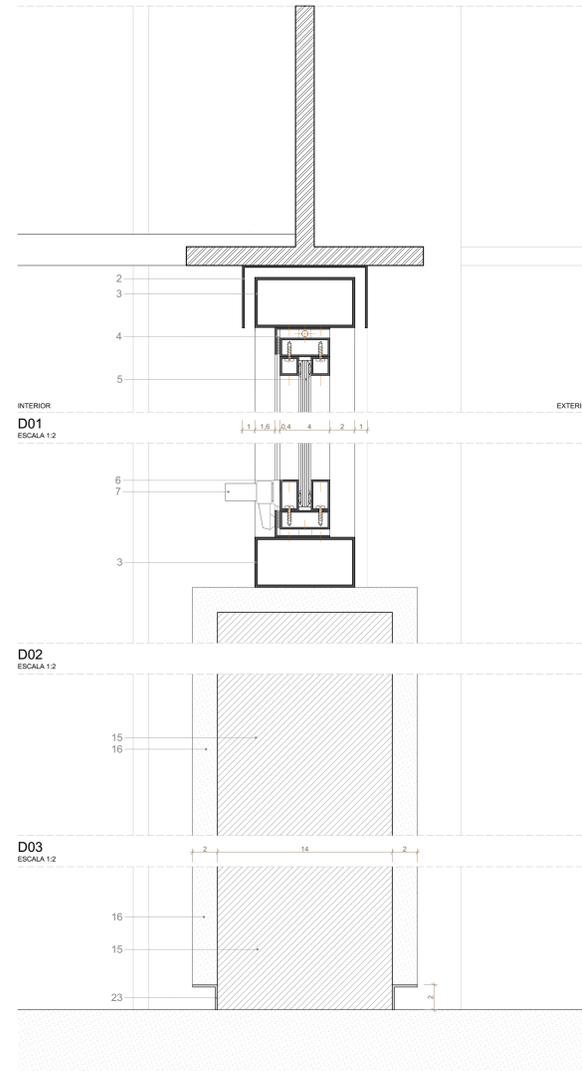 2
3
4
5
INTERIOR
EXTERI
D01
ESCALA 1:2
1 1,6 0,4 4 2 1
6
7
3
D02
ESCALA 1:2
15
16
D03
ESCALA 1:2
2 14 2
16
15
23
2